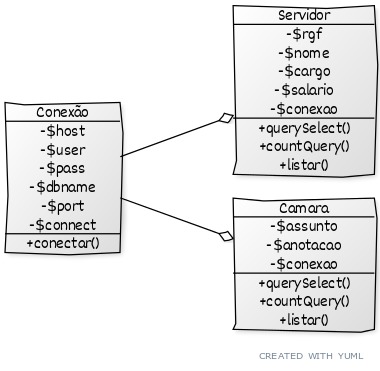 Servidor
-$rgf
-$nome
-$cargo
-$salario
-$conexao
+querySelect()
+countQuery()
+listar()
Conexão
-$host
-$user
-$pass
-$dbname
-$port
-$connect
+conectar()
Camara
-$assunto
-$anotacao
-$conexao
+querySelect()
+countQuery()
+listar()
CREATED WITH YUML